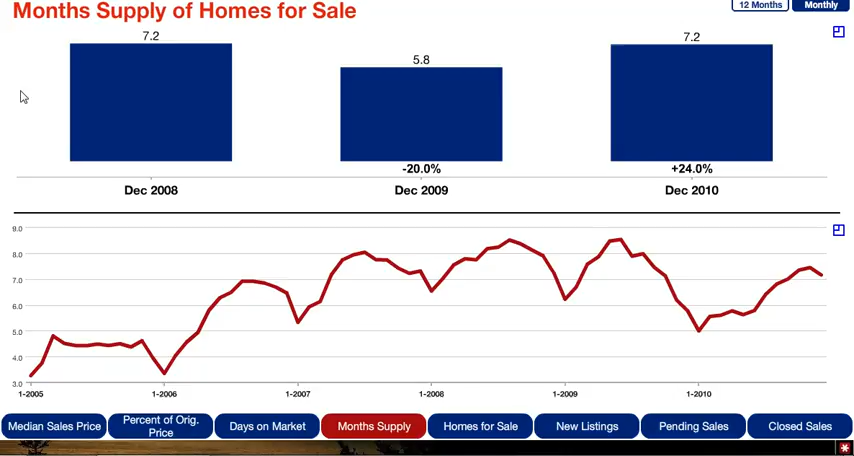 Months Supply of Homes for Sale
12 Months Monthly
7.2
5.8
7.2
-20.0%
+24.0%
Dec 2008 Dec 2009 Dec 2010
9.0
8.0
7.0
6.0
5.0
4.0
3.0
1-2005 1-2006 1-2007 1-2008 1-2009 1-2010
Median Sales Price
Percent of Orig.
Price
Days on Market
Months Supply
Homes for Sale
New Listings
Pending Sales
Closed Sales